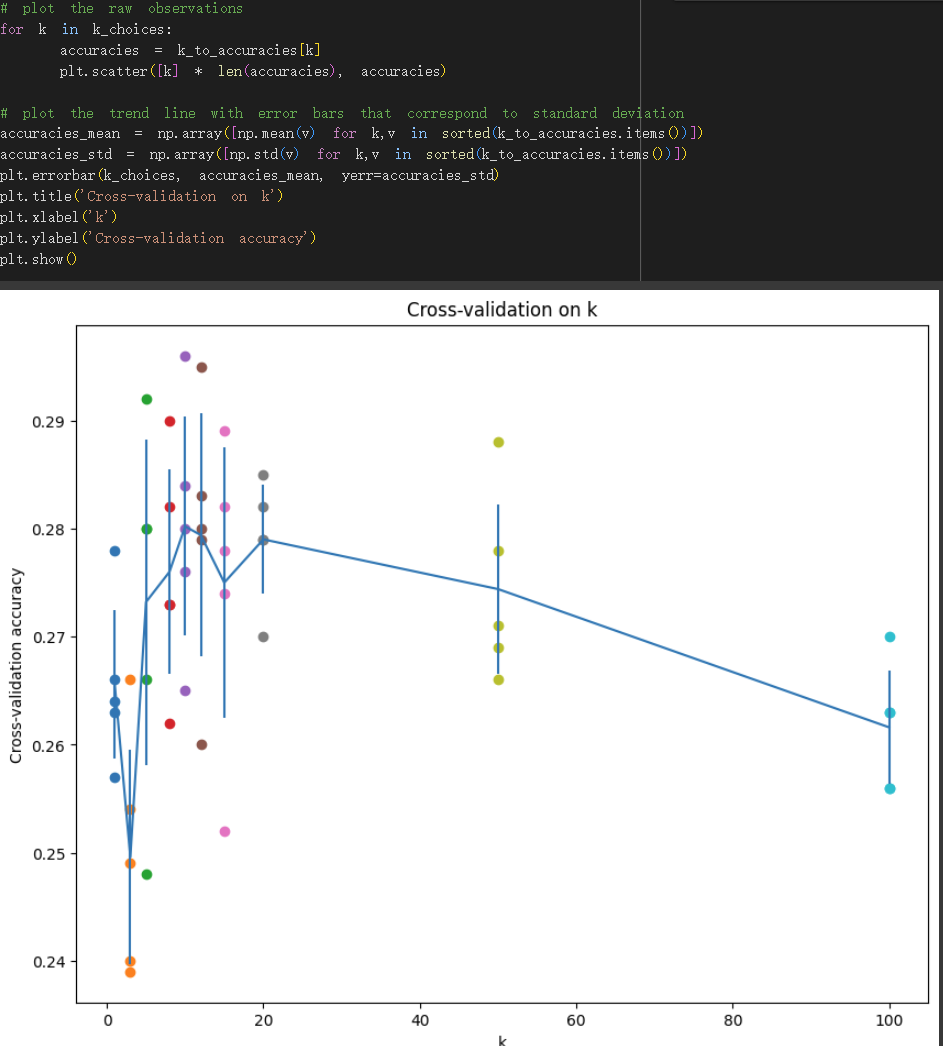 # plot the raw observations
for k in k_choices:
    accuracies = k_to_accuracies[k]
    plt.scatter([k] * len(accuracies), accuracies)
# plot the trend line with error bars that correspond to standard deviation
accuracies_mean = np.array([np.mean(v) for k,v in sorted(k_to_accuracies.items())])
accuracies_std = np.array([np.std(v) for k,v in sorted(k_to_accuracies.items())])
plt.errorbar(k_choices, accuracies_mean, yerr=accuracies_std)
plt.title('Cross-validation on k')
plt.xlabel('k')
plt.ylabel('Cross-validation accuracy')
plt.show()
Cross-validation on k
Cross-validation accuracy
0.29
0.28
0.27
0.26
0.25
0.24
0 20 40 60 80 100
k